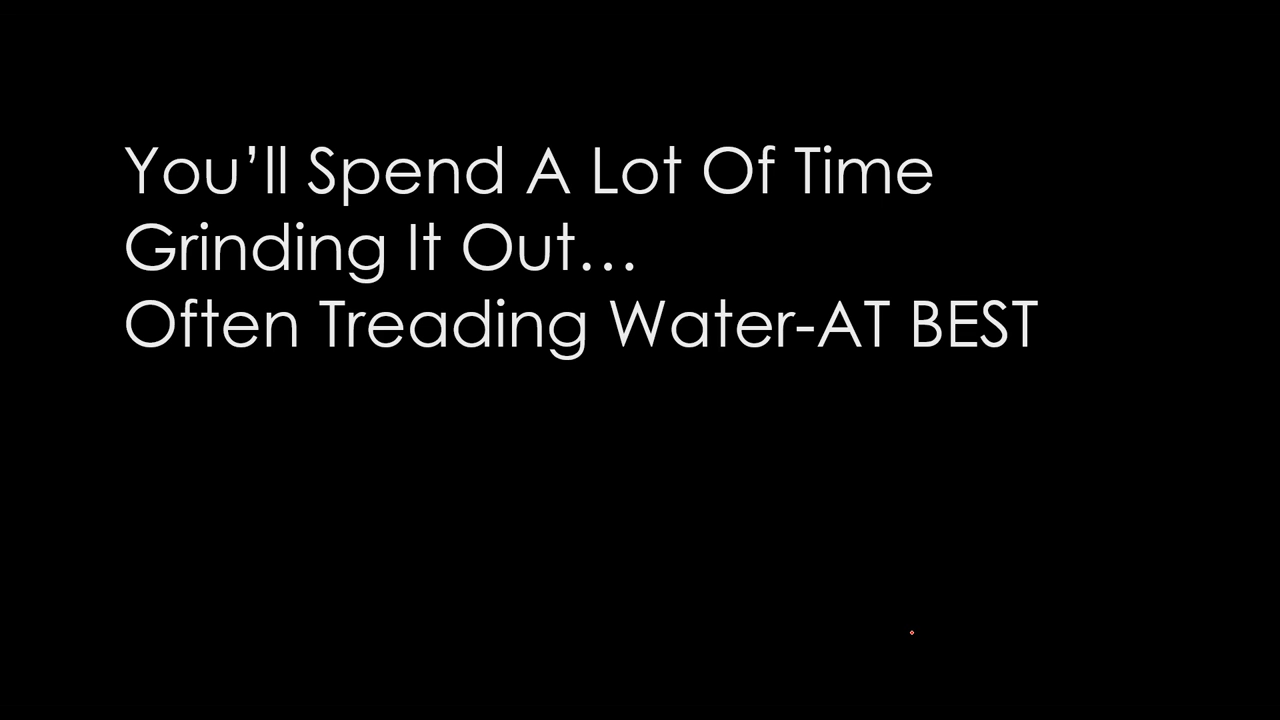 You’ll Spend A Lot Of Time
Grinding It Out…
Often Treading Water-AT BEST